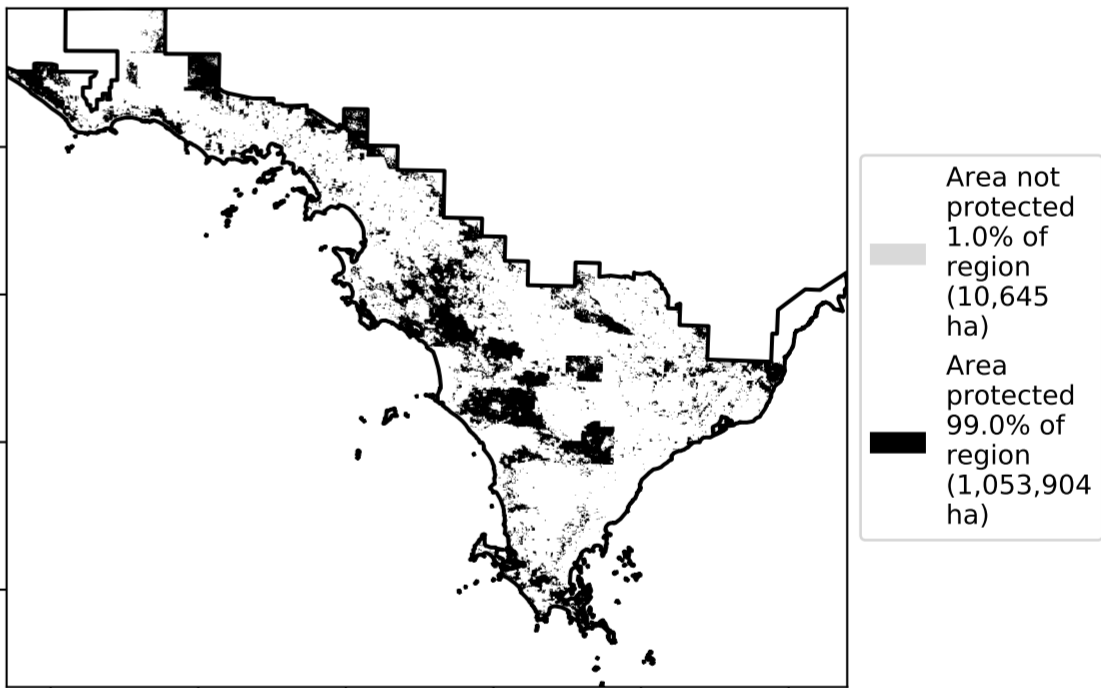 Area not
protected
1.0% of
region
(10,645
ha)
Area
protected
99.0% of
region
(1,053,904
ha)